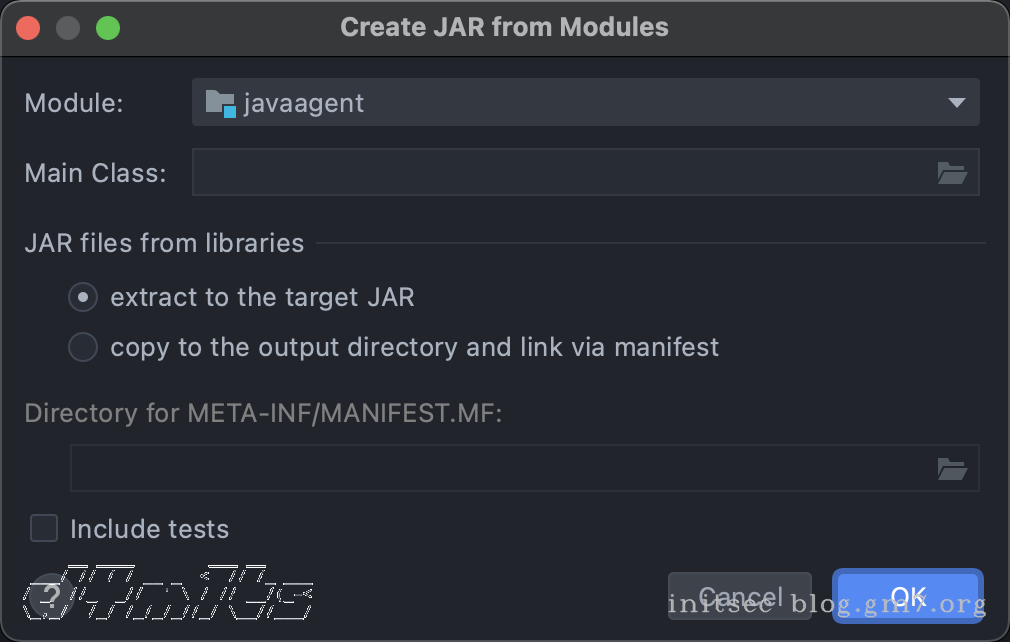 Create JAR from Modules
Module: javaagent
Main Class:
JAR files from libraries
extract to the target JAR
copy to the output directory and link via manifest
Directory for META-INF/MANIFEST.MF:
Include tests
?
Cancel OK
initsec blog.gm7.org